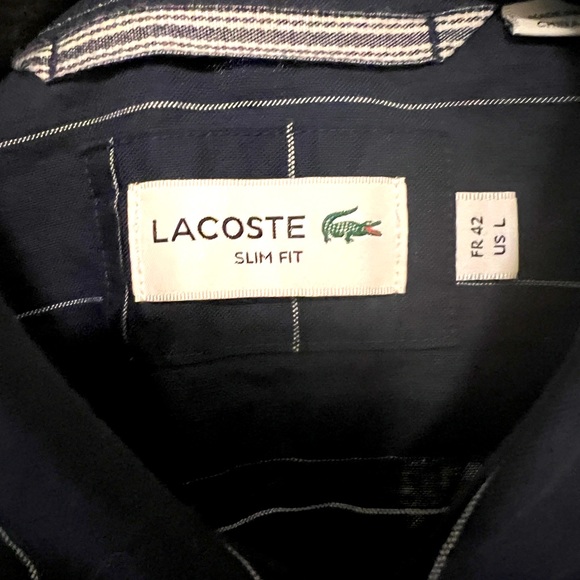 LACOSTE
SLIM FIT
FR 42
US L